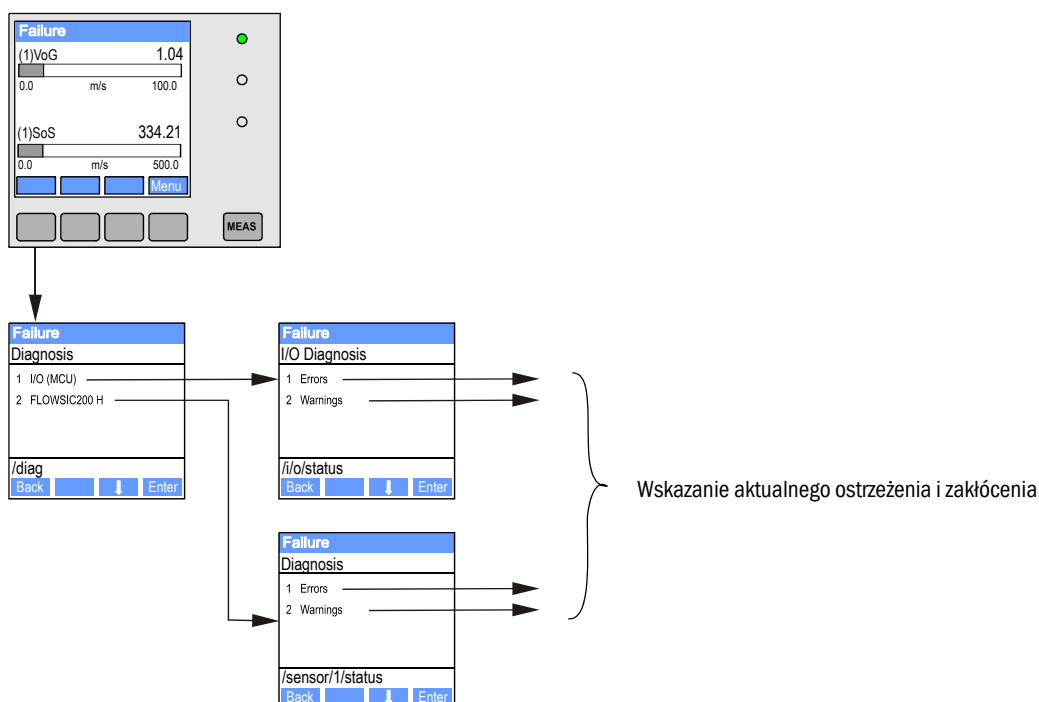 Failure
(1)VoG 1.04
0.0 m/s 100.0
(1)SoS 334.21
0.0 m/s 500.0
Menu
MEAS
Failure
Diagnosis
1 I/O (MCU)
2 FLOWSIC200 H
/diag
Back Enter
Failure
I/O Diagnosis
1 Errors
2 Warnings
/i/o/status
Back Enter
Wskazanie aktualnego ostrzeżenia i zakłócenia
Failure
Diagnosis
1 Errors
2 Warnings
/sensor/1/status
Back Enter